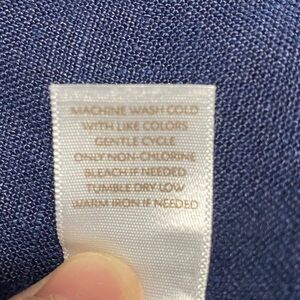 MACHINE WASH COLD
WITH LIKE COLORS
GENTLE CYCLE
ONLY NON-CHLORINE
BLEACH IF NEEDED
TUMBLE DRY LOW
WARM IRON IF NEEDED